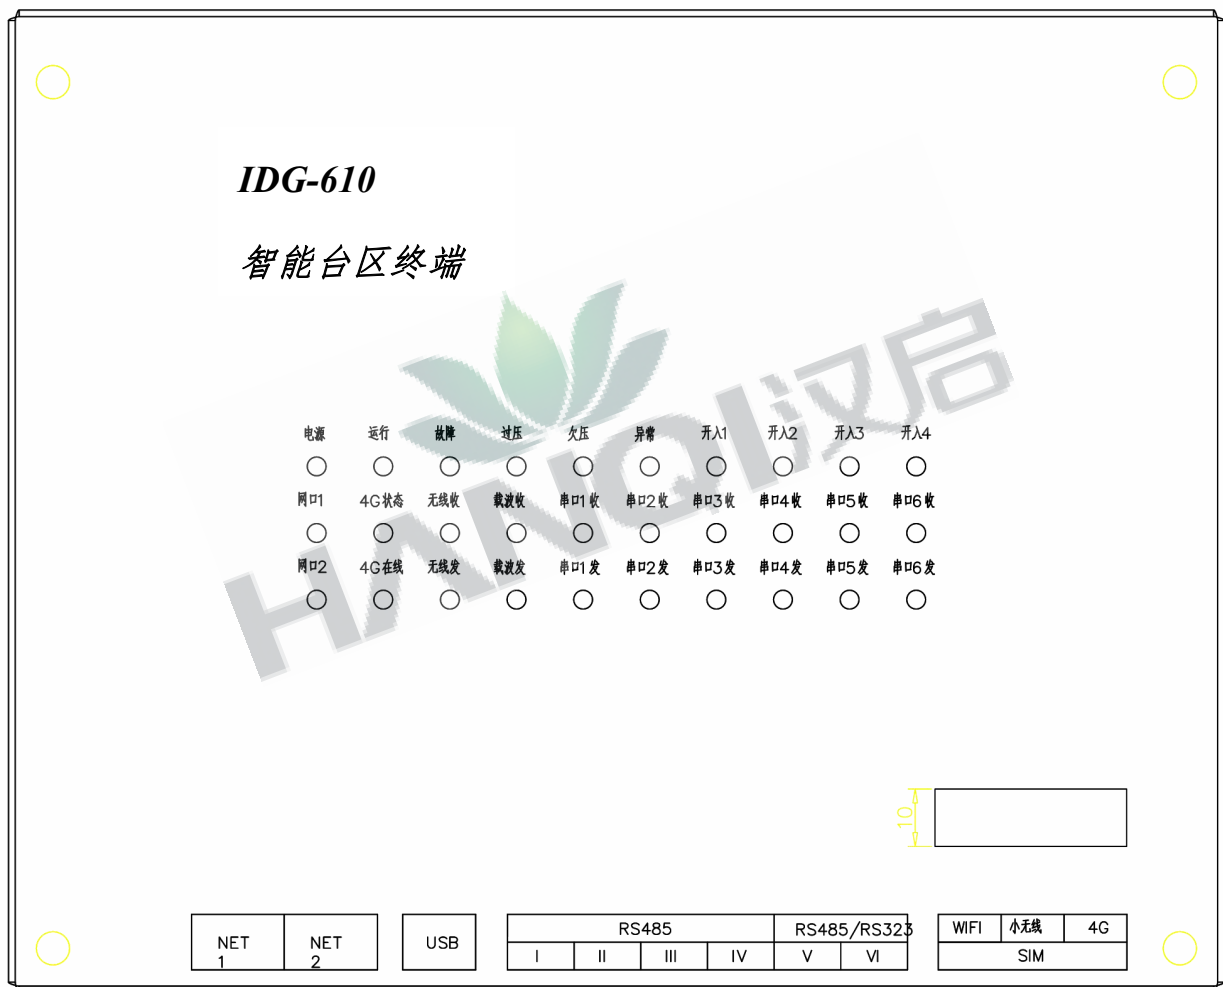 IDG-610
智能台区终端
HANQI汉启
电源 运行 故障 过压 欠压 异常 开入1 开入2 开入3 开入4
网口1 4G状态 无线收 载波收 串口1收 串口2收 串口3收 串口4收 串口5收 串口6收
网口2 4G在线 无线发 载波发 串口1发 串口2发 串口3发 串口4发 串口5发 串口6发
10
NET 1
NET 2
USB
RS485 RS485/RS323
I II III IV V VI
WIFI 小无线 4G
SIM